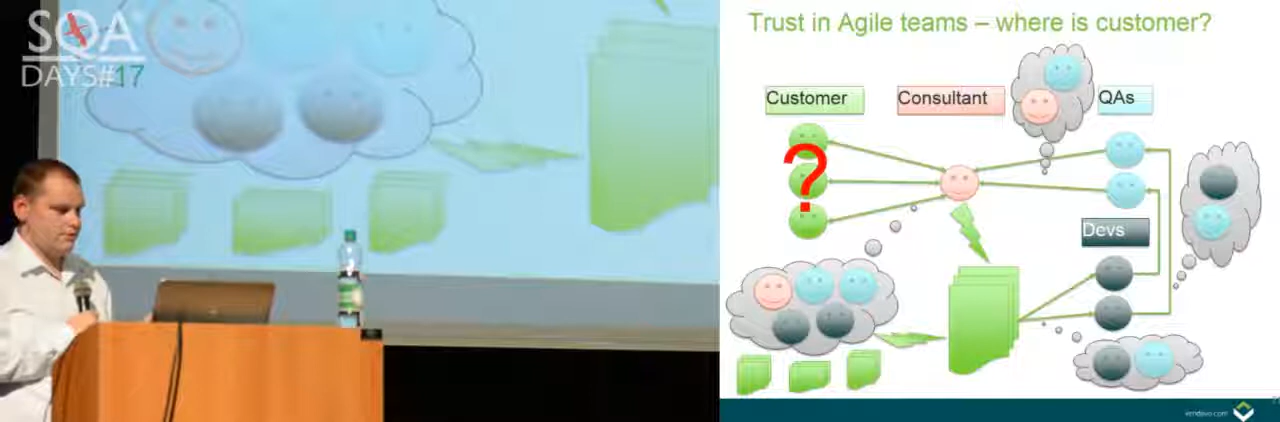 SQA
DAYS#17
Trust in Agile teams – where is customer?
Customer
Consultant
QAs
?
Devs